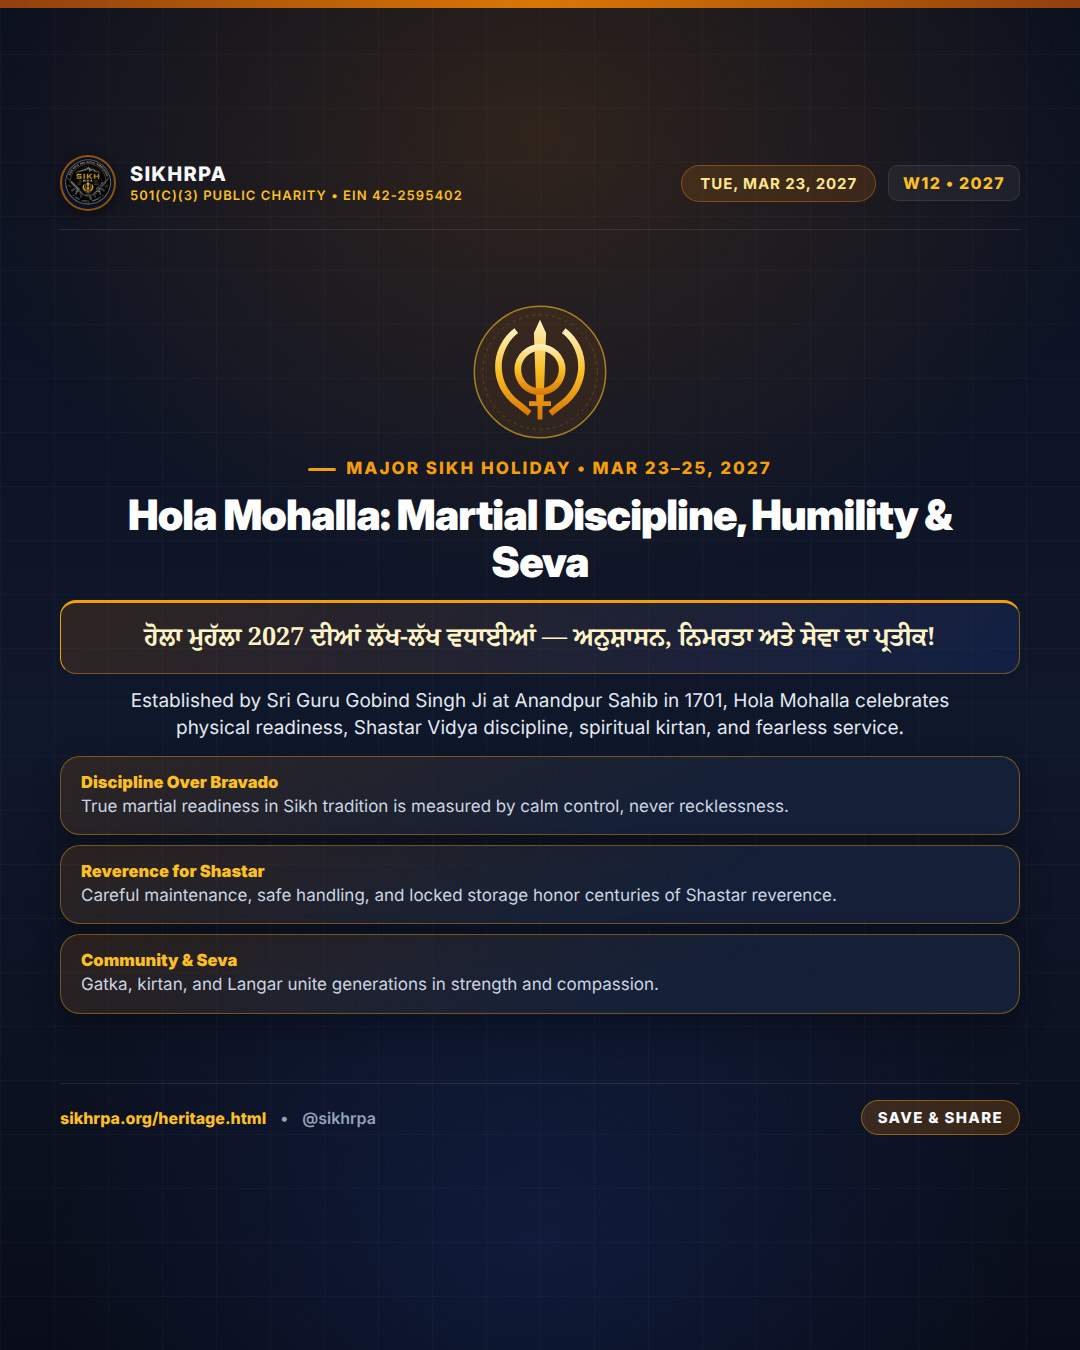 SIKH
SIKHRPA
501(C)(3) PUBLIC CHARITY • EIN 42-2595402
TUE, MAR 23, 2027
W12 • 2027
MAJOR SIKH HOLIDAY • MAR 23–25, 2027
Hola Mohalla: Martial Discipline, Humility &
Seva
ਹੋਲਾ ਮੁਹੱਲਾ 2027 ਦੀਆਂ ਲੱਖ-ਲੱਖ ਵਧਾਈਆਂ — ਅਨੁਸ਼ਾਸਨ, ਨਿਮਰਤਾ ਅਤੇ ਸੇਵਾ ਦਾ ਪ੍ਰਤੀਕ!
Established by Sri Guru Gobind Singh Ji at Anandpur Sahib in 1701, Hola Mohalla celebrates
physical readiness, Shastar Vidya discipline, spiritual kirtan, and fearless service.
Discipline Over Bravado
True martial readiness in Sikh tradition is measured by calm control, never recklessness.
Reverence for Shastar
Careful maintenance, safe handling, and locked storage honor centuries of Shastar reverence.
Community & Seva
Gatka, kirtan, and Langar unite generations in strength and compassion.
sikhrpa.org/heritage.html • @sikhrpa
SAVE & SHARE